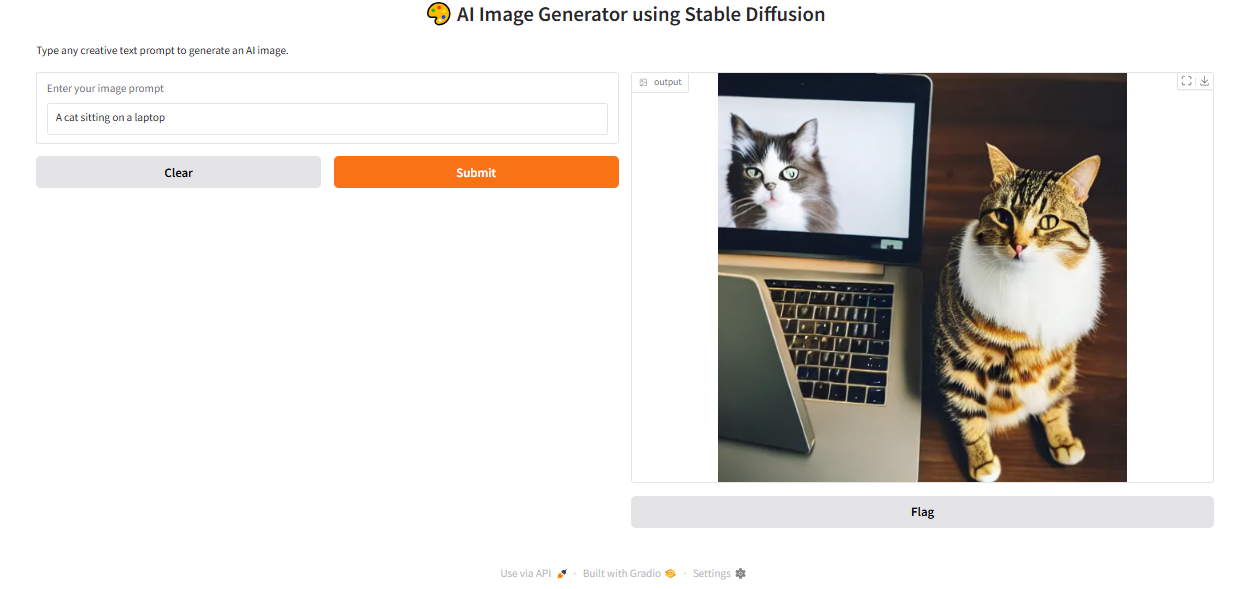 🎨 AI Image Generator using Stable Diffusion
Type any creative text prompt to generate an AI image.
Enter your image prompt
A cat sitting on a laptop
Clear
Submit
output
Flag
Use via API 🚀 · Built with Gradio · Settings